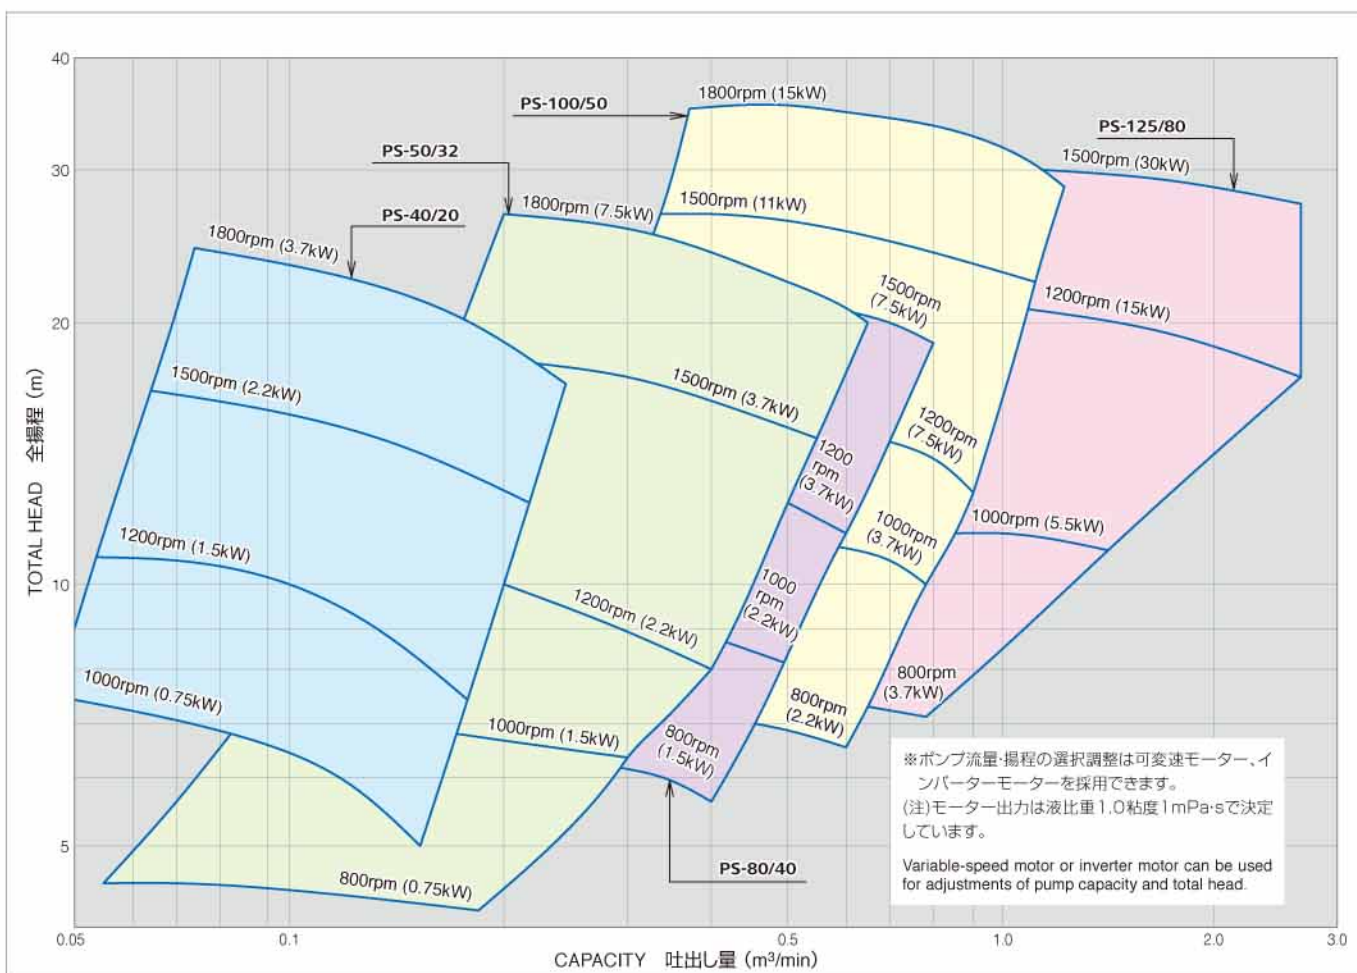 40
30
20
10
5
TOTAL HEAD 全揚程 (m)
PS-100/50
1800rpm (15kW)
PS-125/80
1500rpm (30kW)
PS-50/32
1800rpm (7.5kW)
1500rpm (11kW)
PS-40/20
1800rpm (3.7kW)
1500rpm
(7.5kW)
1200rpm (15kW)
1500rpm (2.2kW)
1500rpm (3.7kW)
1200
rpm
(3.7kW)
1200rpm
(7.5kW)
1200rpm (1.5kW)
1000rpm
(3.7kW)
1000rpm (5.5kW)
1000
rpm
(2.2kW)
1200rpm (2.2kW)
1000rpm (0.75kW)
800rpm
(3.7kW)
800rpm
(2.2kW)
1000rpm (1.5kW)
800rpm
(1.5kW)
800rpm (0.75kW)
PS-80/40
※ポンプ流量・揚程の選択調整は可変速モーター、イ
ンバーターモーターを採用できます。
(注)モーター出力は液比重1.0粘度1mPa・sで決定
しています。
Variable-speed motor or inverter motor can be used
for adjustments of pump capacity and total head.
0.05 0.1 0.5 1.0 2.0 3.0
CAPACITY 吐出し量 (m³/min)